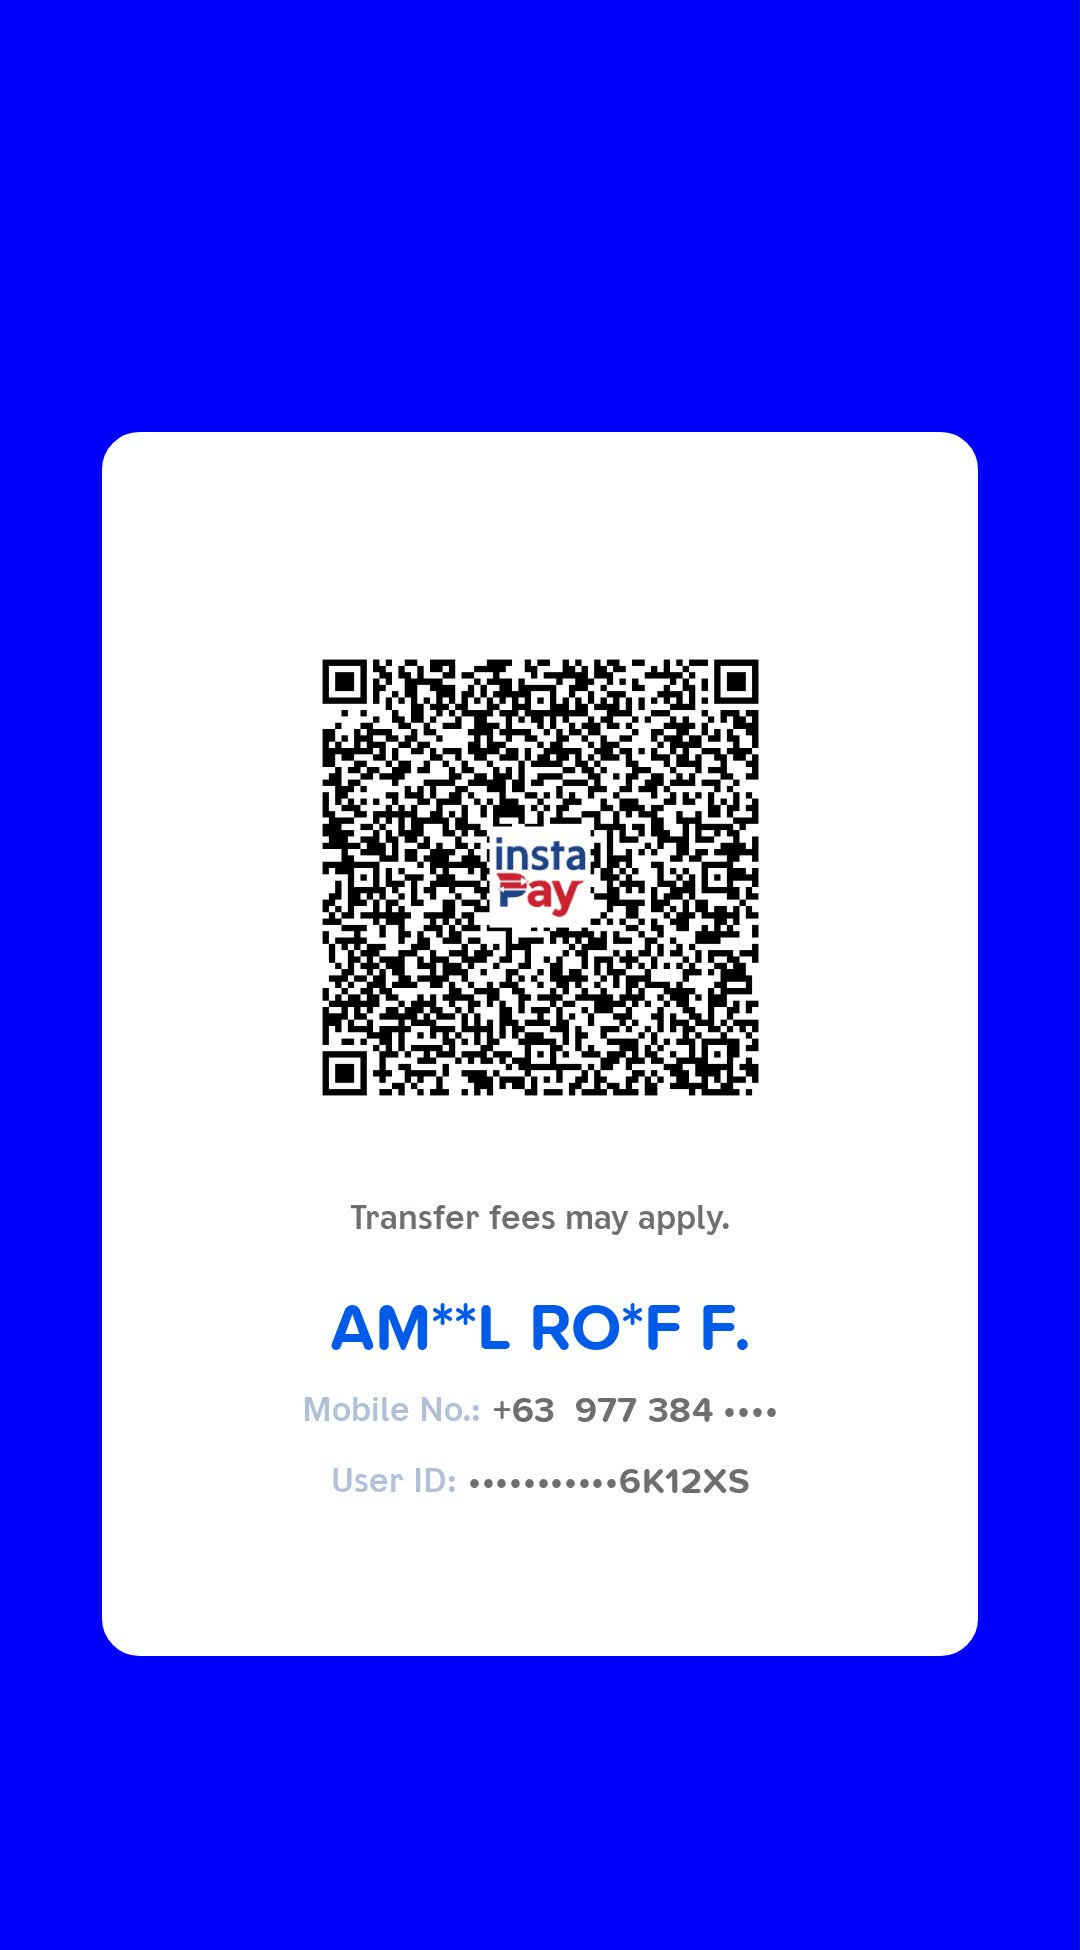 insta
Pay
Transfer fees may apply.
AM**L RO*F F.
Mobile No.: +63 977 384 ••••
User ID: •••••••••••6K12XS